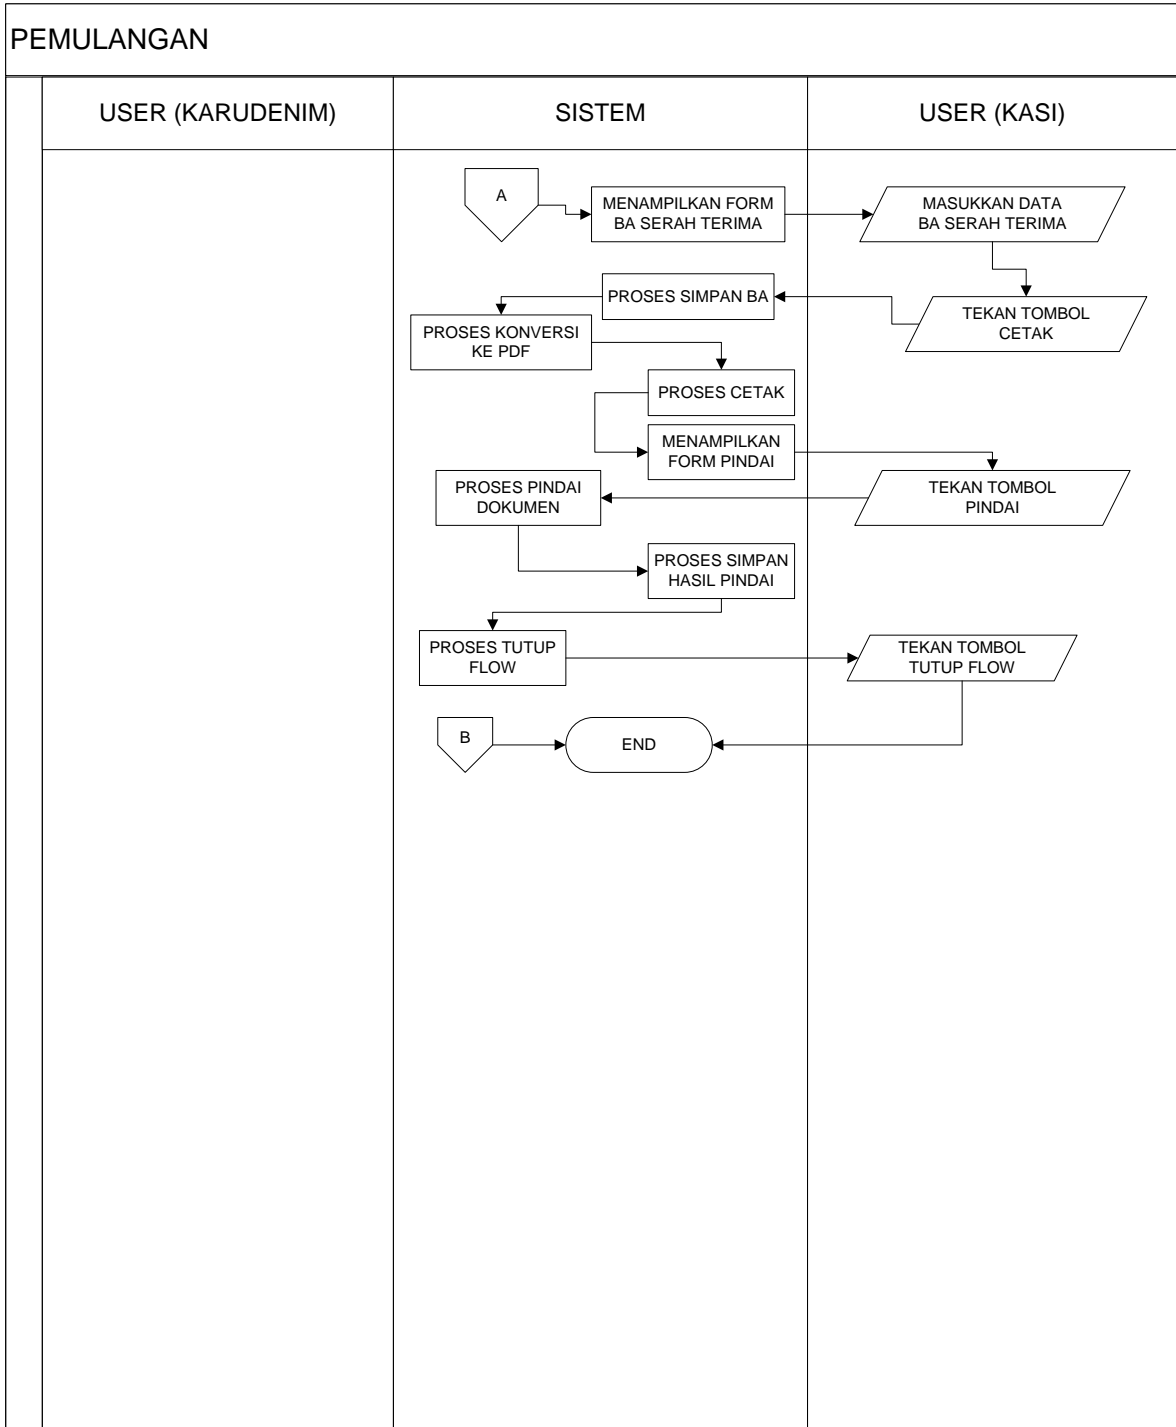 PEMULANGAN
USER (KARUDENIM)
SISTEM
USER (KASI)
A
MENAMPILKAN FORM
BA SERAH TERIMA
MASUKKAN DATA
BA SERAH TERIMA
PROSES SIMPAN BA
TEKAN TOMBOL
CETAK
PROSES KONVERSI
KE PDF
PROSES CETAK
MENAMPILKAN
FORM PINDAI
PROSES PINDAI
DOKUMEN
TEKAN TOMBOL
PINDAI
PROSES SIMPAN
HASIL PINDAI
PROSES TUTUP
FLOW
TEKAN TOMBOL
TUTUP FLOW
B
END